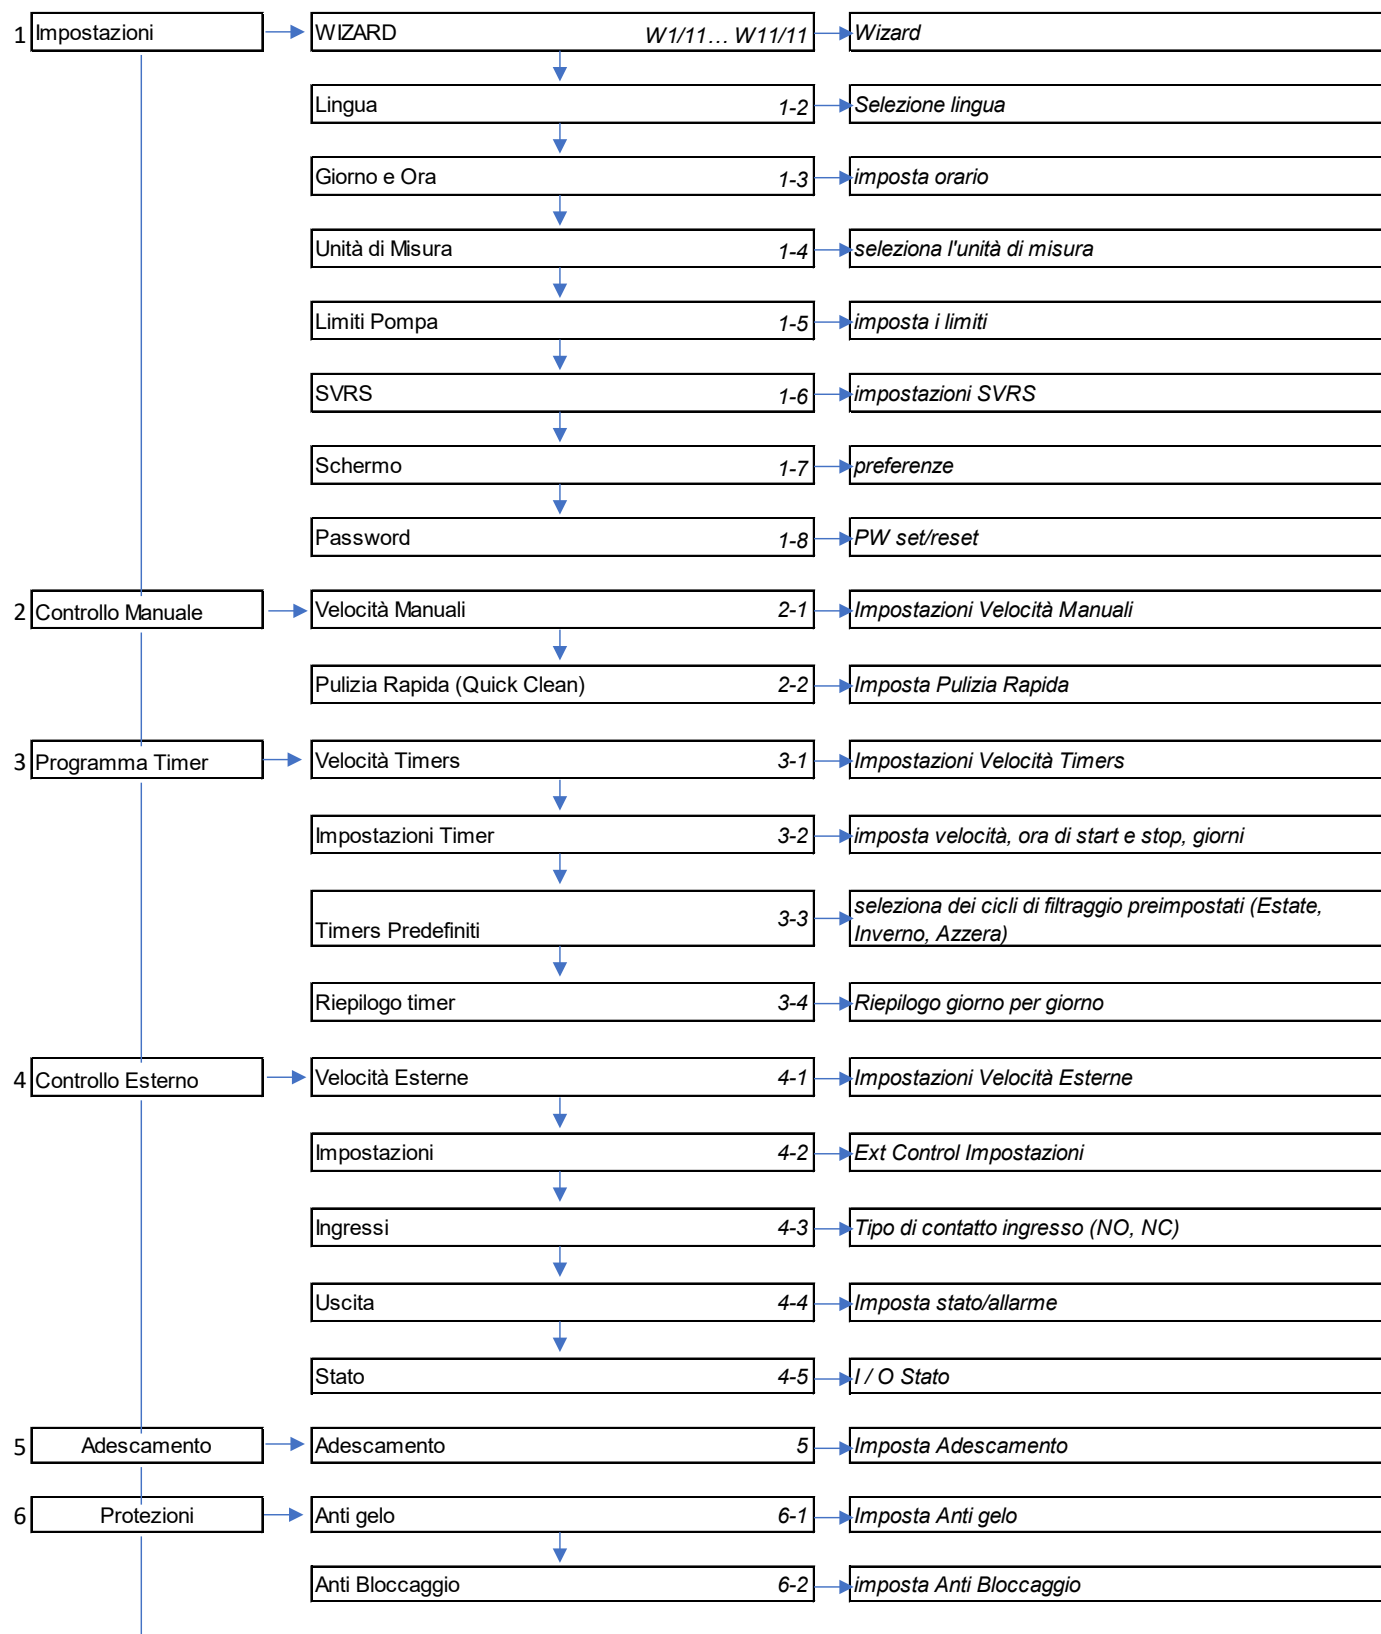 1 Impostazioni WIZARD W1/11… W11/11 Wizard
Lingua 1-2 Selezione lingua
Giorno e Ora 1-3 imposta orario
Unità di Misura 1-4 seleziona l'unità di misura
Limiti Pompa 1-5 imposta i limiti
SVRS 1-6 impostazioni SVRS
Schermo 1-7 preferenze
Password 1-8 PW set/reset
2 Controllo Manuale Velocità Manuali 2-1 Impostazioni Velocità Manuali
Pulizia Rapida (Quick Clean) 2-2 Imposta Pulizia Rapida
3 Programma Timer Velocità Timers 3-1 Impostazioni Velocità Timers
Impostazioni Timer 3-2 imposta velocità, ora di start e stop, giorni
Timers Predefiniti 3-3 seleziona dei cicli di filtraggio preimpostati (Estate,
Inverno, Azzera)
Riepilogo timer 3-4 Riepilogo giorno per giorno
4 Controllo Esterno Velocità Esterne 4-1 Impostazioni Velocità Esterne
Impostazioni 4-2 Ext Control Impostazioni
Ingressi 4-3 Tipo di contatto ingresso (NO, NC)
Uscita 4-4 Imposta stato/allarme
Stato 4-5 I / O Stato
5 Adescamento Adescamento 5 Imposta Adescamento
6 Protezioni Anti gelo 6-1 Imposta Anti gelo
Anti Bloccaggio 6-2 imposta Anti Bloccaggio